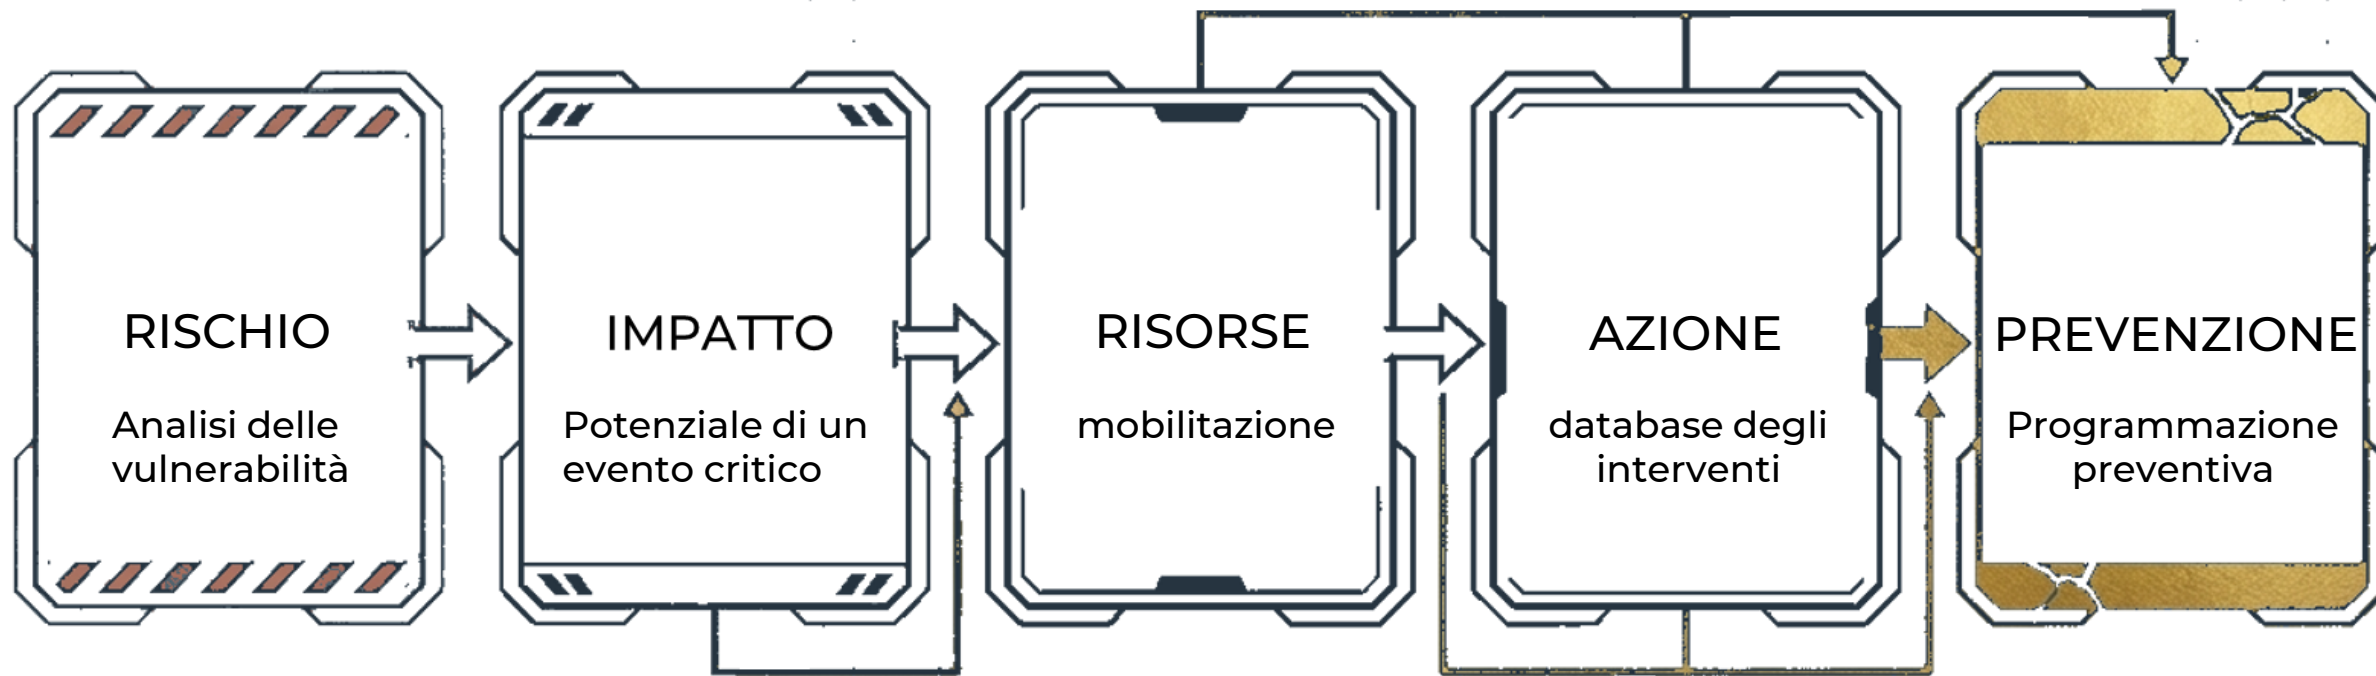 RISCHIO
Analisi delle
vulnerabilità
IMPATTO
Potenziale di un
evento critico
RISORSE
mobilitazione
AZIONE
database degli
interventi
PREVENZIONE
Programmazione
preventiva